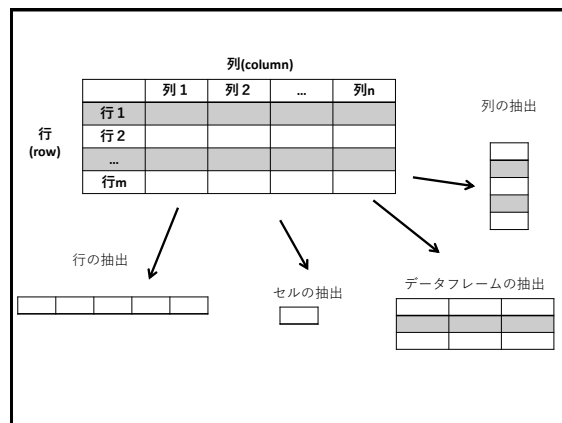 列(column)
列 1 列 2 … 列n
行 1
行 2
…
行m
行
(row)
列の抽出
行の抽出
セルの抽出
データフレームの抽出